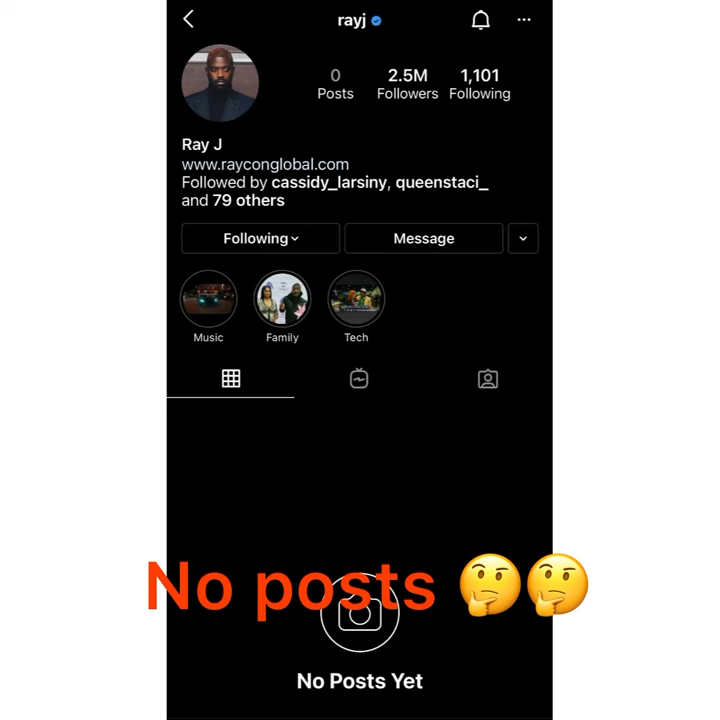 rayj
0 2.5M 1,101
Posts Followers Following
Ray J
www.rayconglobal.com
Followed by cassidy_larsiny, queenstaci_
and 79 others
Following Message
Music Family Tech
No posts 🤔🤔
No Posts Yet